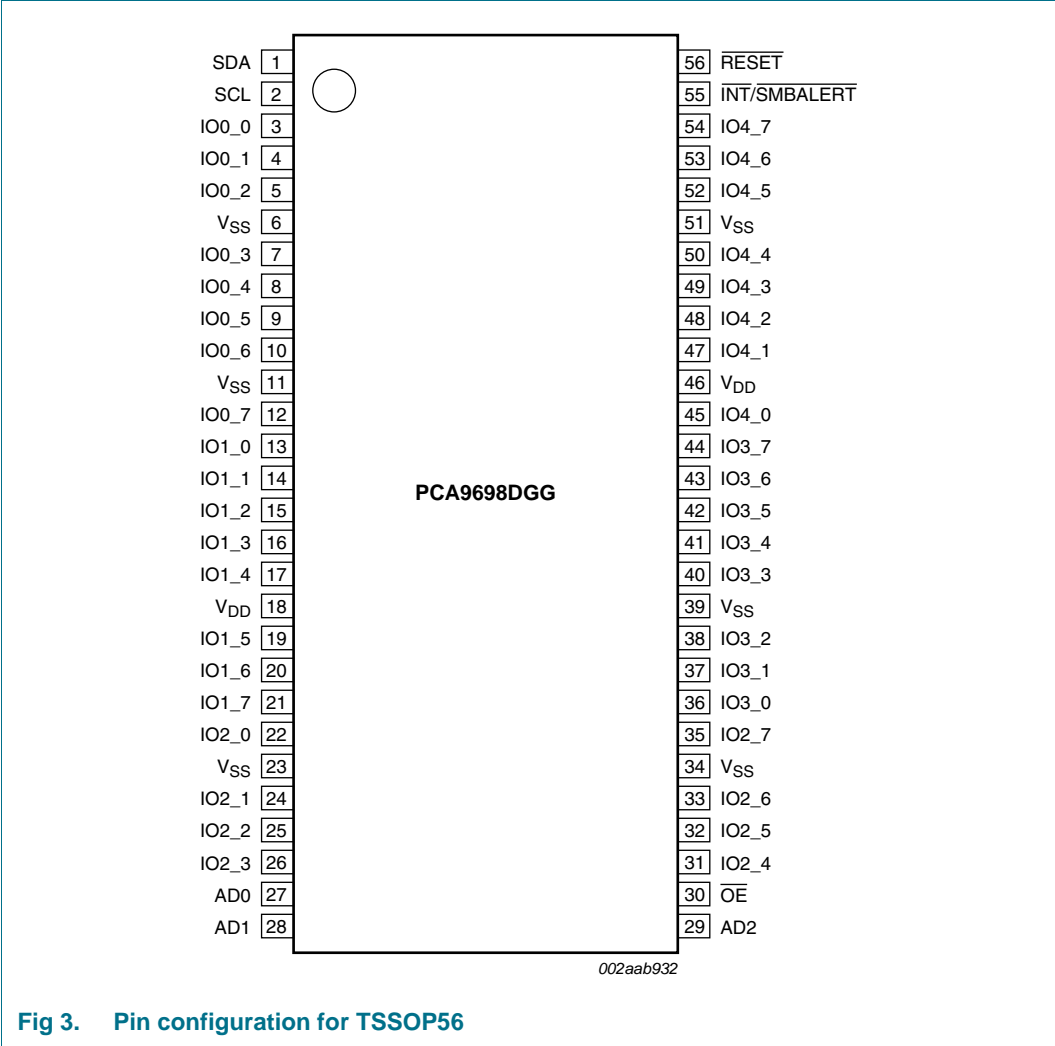 SDA 1
SCL 2
IO0_0 3
IO0_1 4
IO0_2 5
VSS 6
IO0_3 7
IO0_4 8
IO0_5 9
IO0_6 10
VSS 11
IO0_7 12
IO1_0 13
IO1_1 14
IO1_2 15
IO1_3 16
IO1_4 17
VDD 18
IO1_5 19
IO1_6 20
IO1_7 21
IO2_0 22
VSS 23
IO2_1 24
IO2_2 25
IO2_3 26
AD0 27
AD1 28
PCA9698DGG
56 RESET
55 INT/SMBALERT
54 IO4_7
53 IO4_6
52 IO4_5
51 VSS
50 IO4_4
49 IO4_3
48 IO4_2
47 IO4_1
46 VDD
45 IO4_0
44 IO3_7
43 IO3_6
42 IO3_5
41 IO3_4
40 IO3_3
39 VSS
38 IO3_2
37 IO3_1
36 IO3_0
35 IO2_7
34 VSS
33 IO2_6
32 IO2_5
31 IO2_4
30 OE
29 AD2
002aab932
Fig 3. Pin configuration for TSSOP56